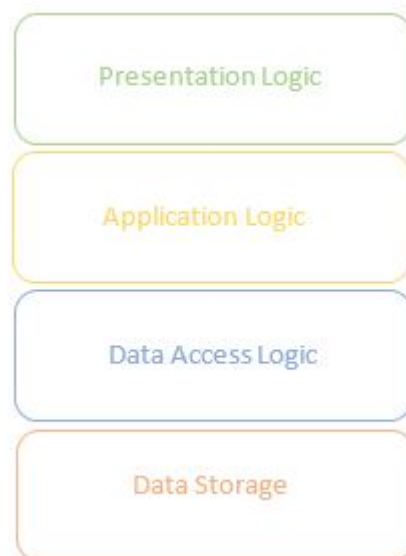 Presentation Logic
Application Logic
Data Access Logic
Data Storage